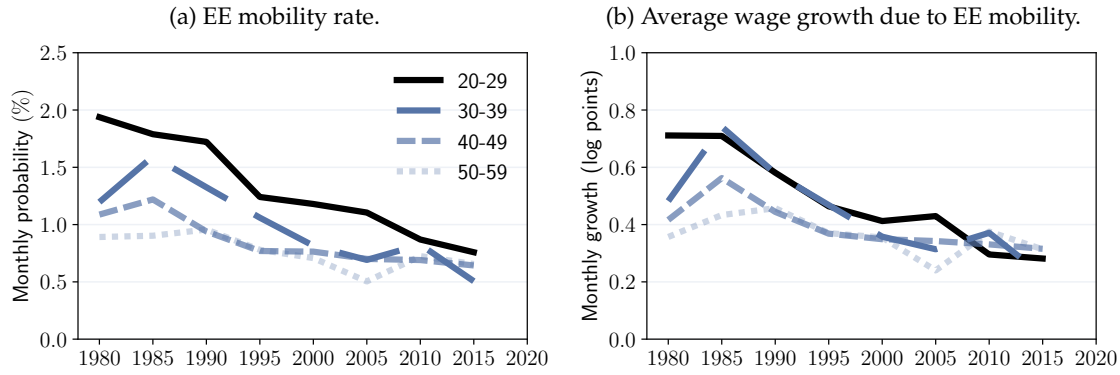 (a) EE mobility rate.
Monthly probability (%)
2.5
2.0
1.5
1.0
0.5
0.0
20-29
30-39
40-49
50-59
1980 1985 1990 1995 2000 2005 2010 2015 2020
(b) Average wage growth due to EE mobility.
Monthly growth (log points)
1.0
0.8
0.6
0.4
0.2
0.0
1980 1985 1990 1995 2000 2005 2010 2015 2020